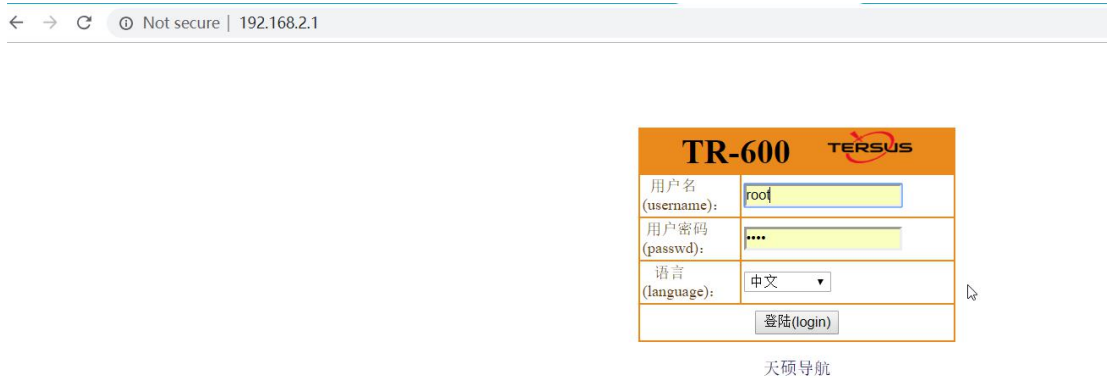 Not secure | 192.168.2.1
TR-600 TERSUS
用户名
(username): root
用户密码
(passwd): ••••
语言
(language): 中文
登陆(login)
天硕导航